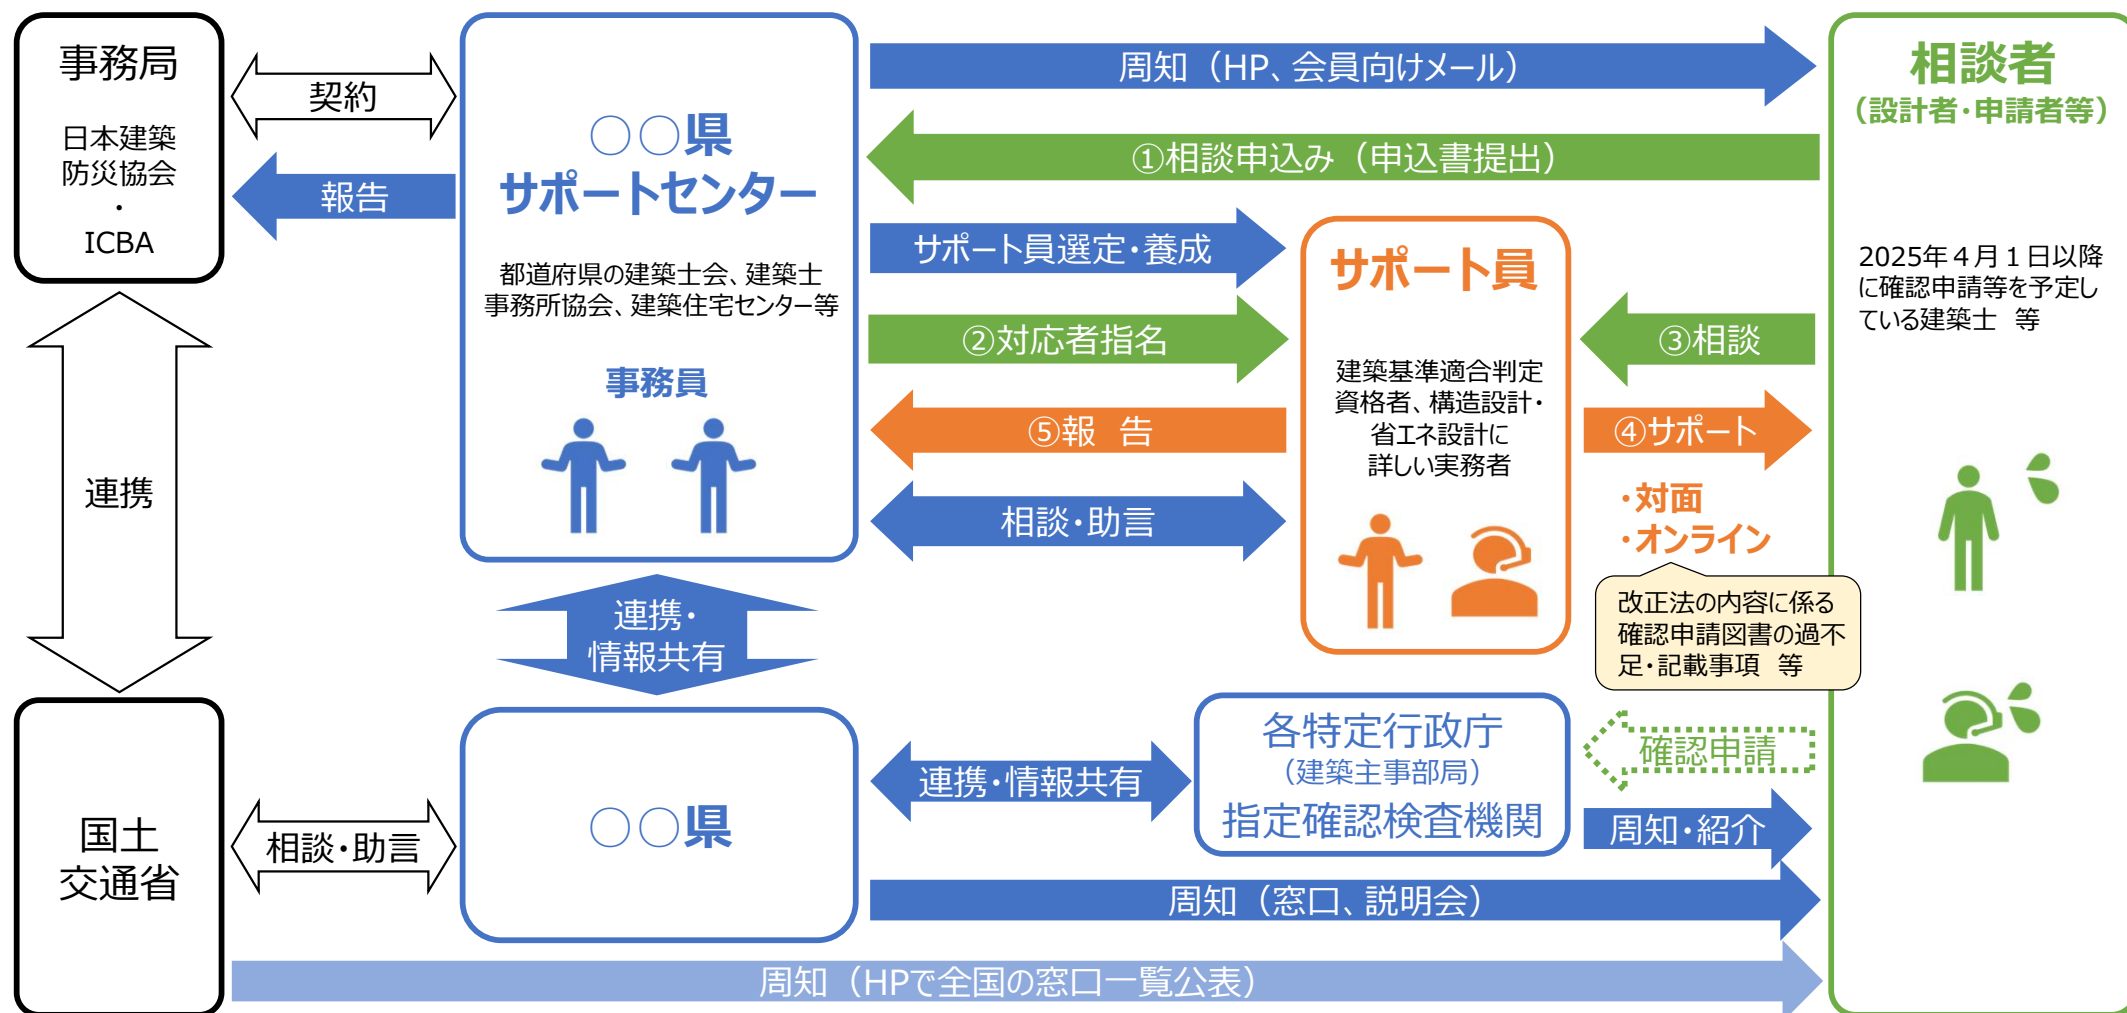 事務局
日本建築
防災協会
・
ICBA
契約
報告
○○県
サポートセンター
都道府県の建築士会、建築士
事務所協会、建築住宅センター等
事務員
周知（HP、会員向けメール）
①相談申込み（申込書提出）
サポート員選定・養成
②対応者指名
⑤報　告
相談・助言
サポート員
建築基準適合判定
資格者、構造設計・
省エネ設計に
詳しい実務者
③相談
④サポート
・対面
・オンライン
改正法の内容に係る
確認申請図書の過不
足・記載事項　等
相談者
（設計者・申請者等）
2025年４月１日以降
に確認申請等を予定し
ている建築士　等
連携
連携・
情報共有
国土
交通省
相談・助言
○○県
連携・情報共有
各特定行政庁
（建築主事部局）
指定確認検査機関
確認申請
周知・紹介
周知（窓口、説明会）
周知（HPで全国の窓口一覧公表）